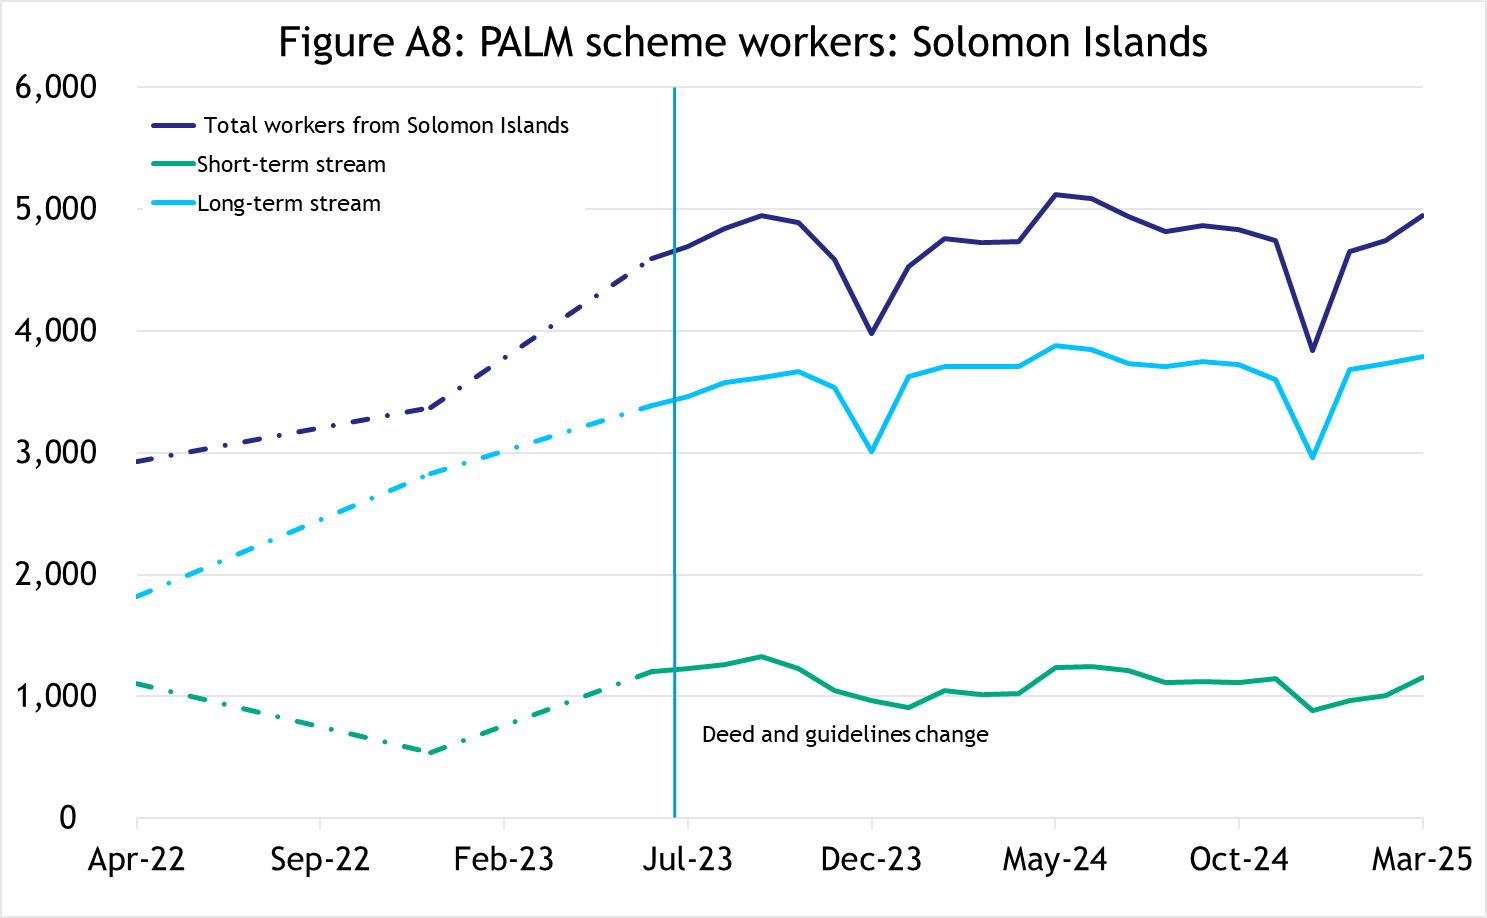 Figure A8: PALM scheme workers: Solomon Islands
6,000
Total workers from Solomon Islands
Short-term stream
5,000
Long-term stream
4,000
3,000
2,000
1,000
Deed and guidelines change
0
Apr-22 Sep-22 Feb-23 Jul-23 Dec-23 May-24 Oct-24 Mar-25